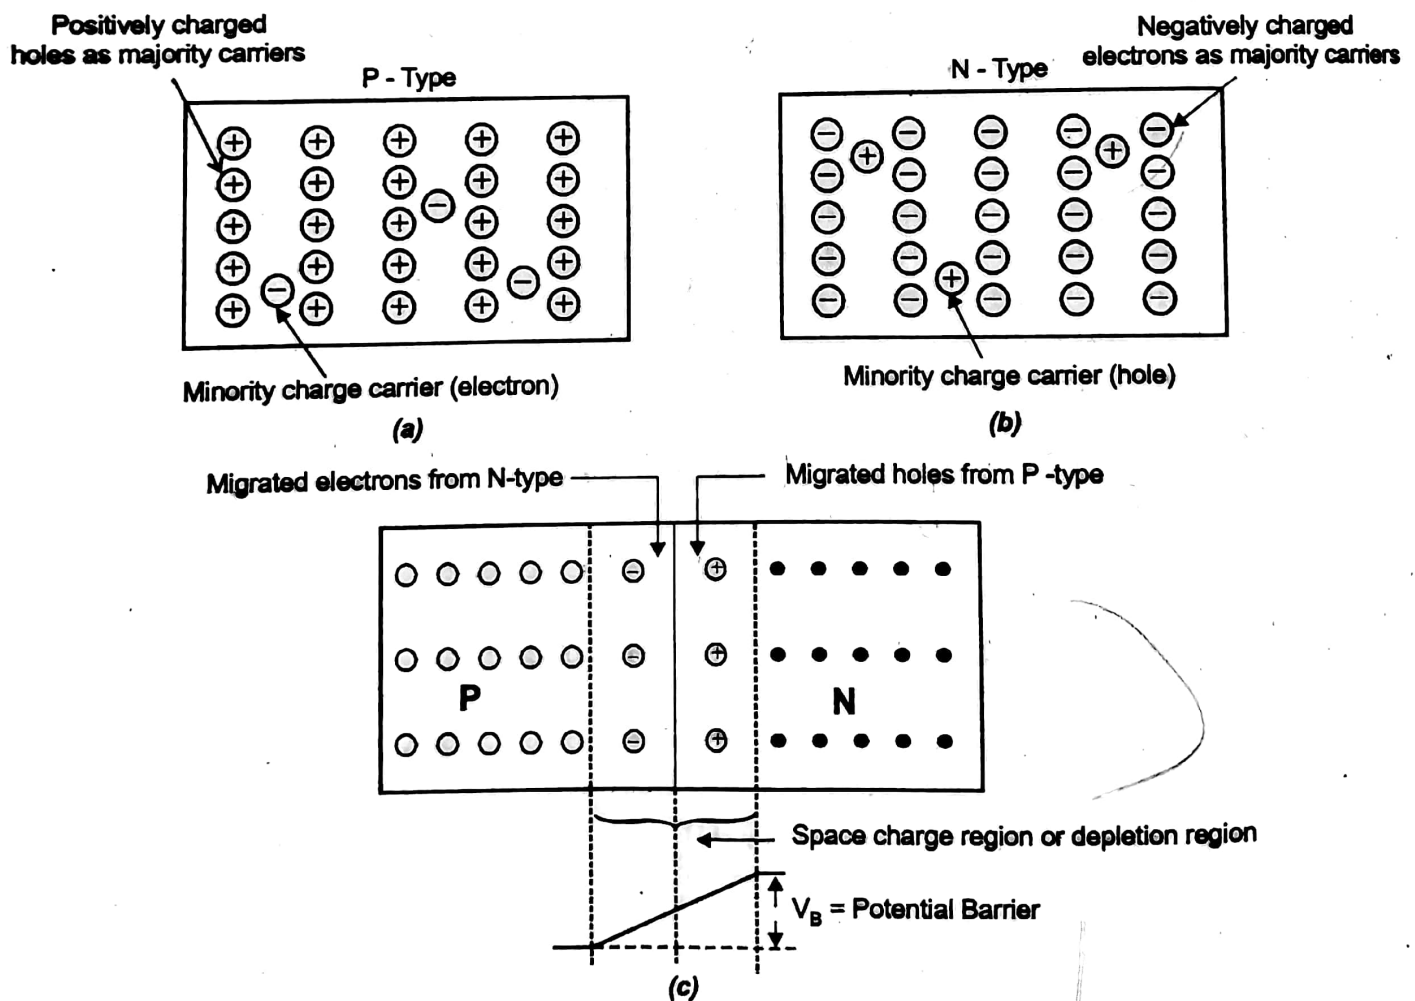 Positively charged
holes as majority carriers
P - Type
Negatively charged
electrons as majority carriers
N - Type
Minority charge carrier (electron)
(a)
Minority charge carrier (hole)
(b)
Migrated electrons from N-type
Migrated holes from P -type
P
N
Space charge region or depletion region
V_B = Potential Barrier
(c)